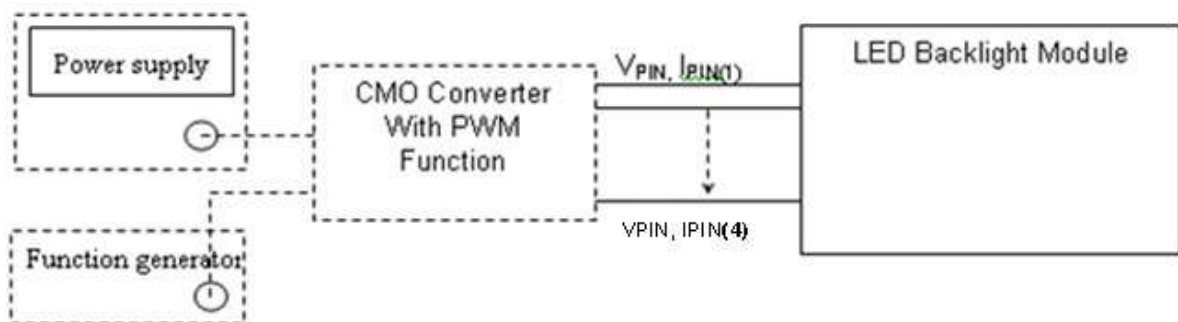 Power supply
CMO Converter
With PWM
Function
Function generator
VPIN, IPIN(1)
VPIN, IPIN(4)
LED Backlight Module